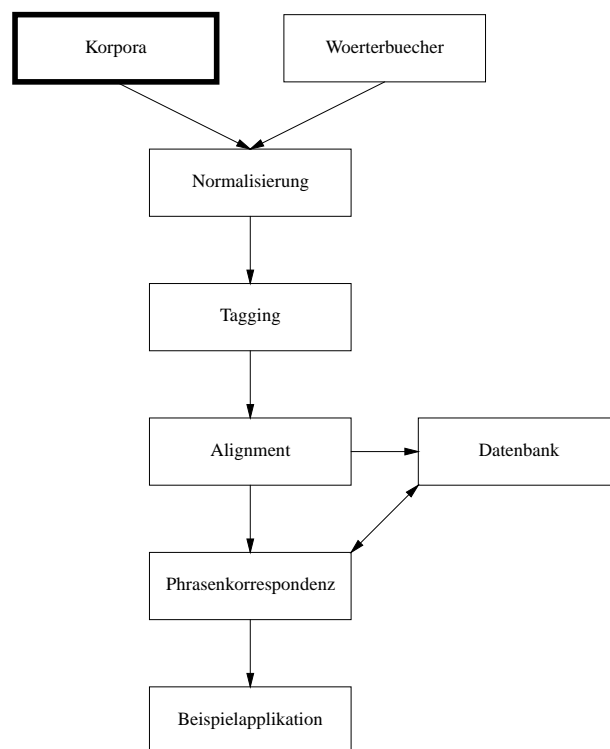 Korpora
Woerterbuecher
Normalisierung
Tagging
Alignment
Datenbank
Phrasenkorrespondenz
Beispielapplikation